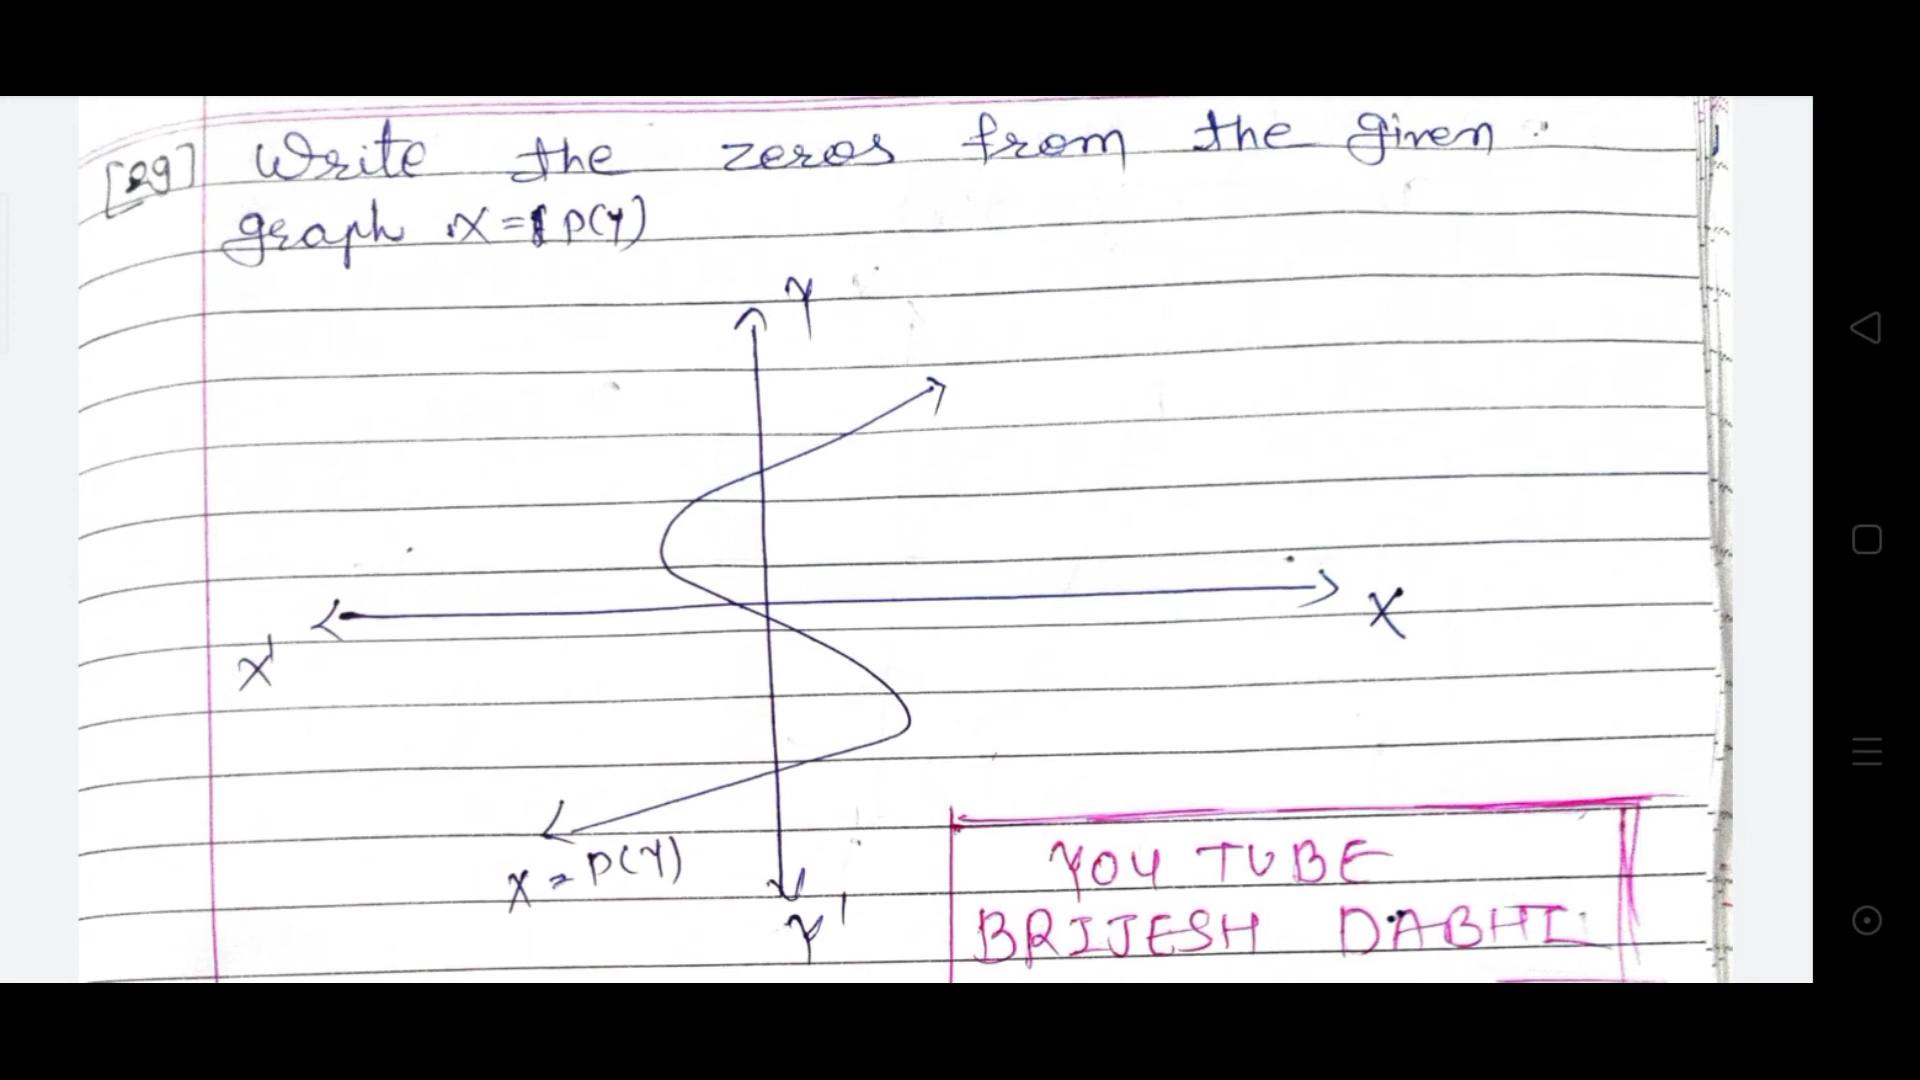 [29] Write the zeros from the given
graph x = p(y)
Y
X
X'
x = p(y)
Y'
YOU TUBE
BRIJESH DABHI